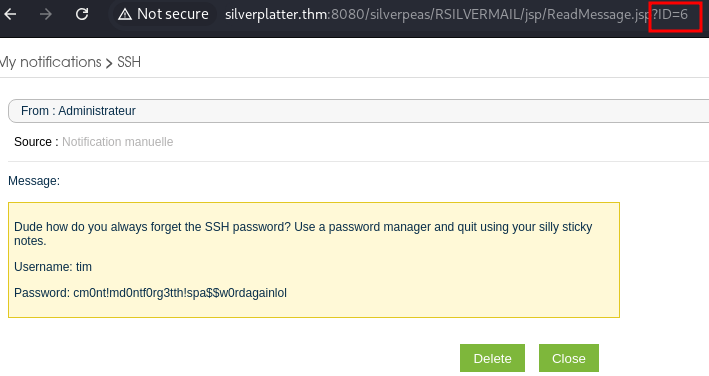 Not secure silverplatter.thm:8080/silverpeas/RSILVERMAIL/jsp/ReadMessage.jsp?ID=6
My notifications > SSH
From : Administrateur
Source : Notification manuelle
Message:
Dude how do you always forget the SSH password? Use a password manager and quit using your silly sticky
notes.
Username: tim
Password: cm0nt!md0ntf0rg3tth!spa$$w0rdagainlol
Delete Close